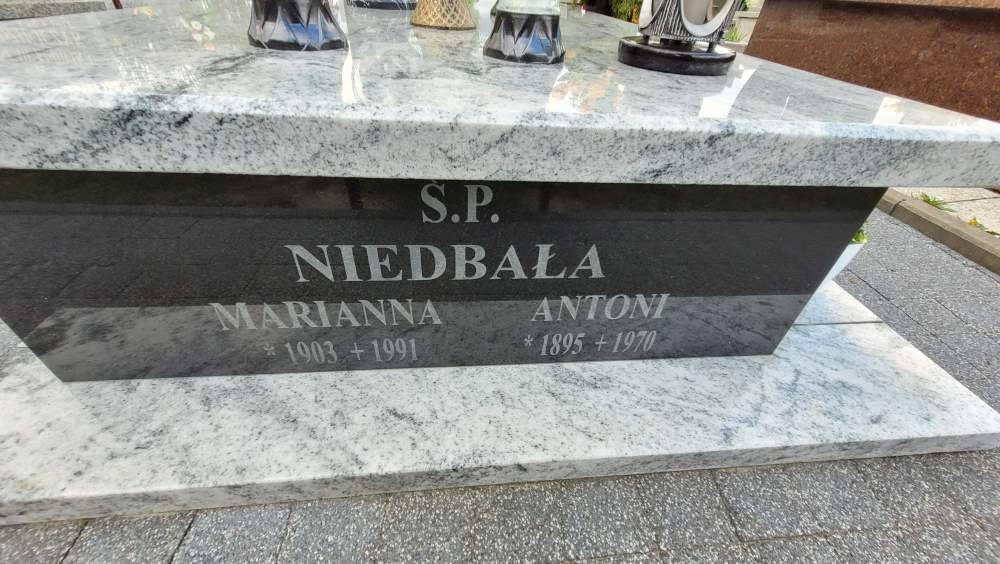 Ś.P.
NIEDBAŁA
MARIANNA ANTONI
* 1903 + 1991 * 1895 + 1970